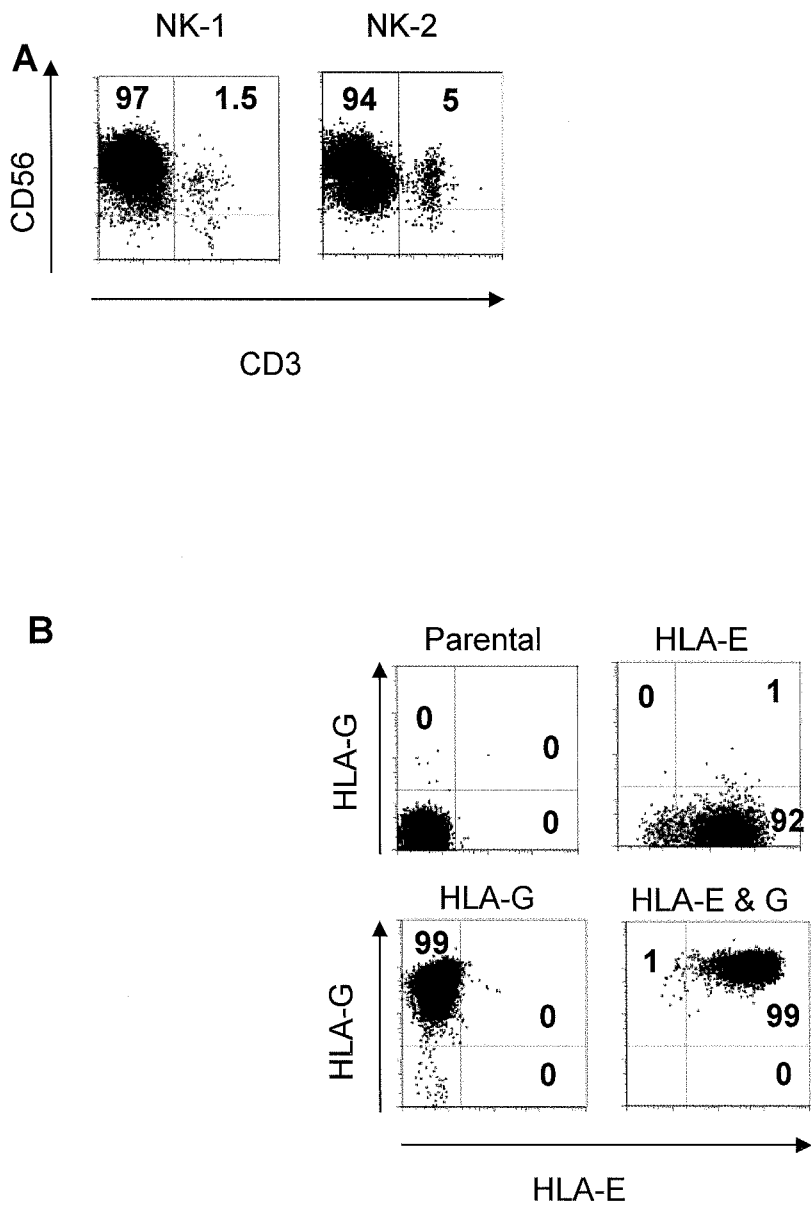 NK-1 NK-2
A
97 1.5 94 5
CD56
CD3
B
Parental HLA-E
HLA-G
0 0 0
0 1 92
HLA-G HLA-E & G
HLA-G
99 0 0
1 99 0
HLA-E